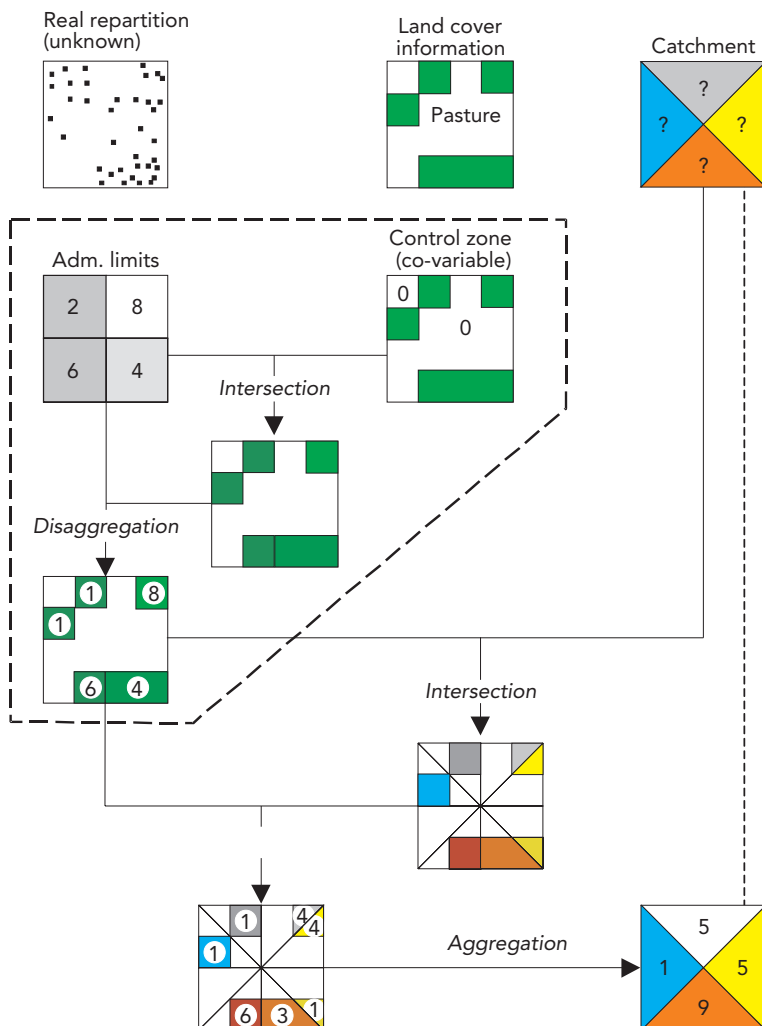 Real repartition
(unknown)
Land cover
information
Catchment
Pasture
?
?
?
?
Adm. limits
Control zone
(co-variable)
2
8
6
4
0
0
Intersection
Disaggregation
1
8
1
6
4
Intersection
1
4
4
1
6
3
1
Aggregation
5
1
5
9